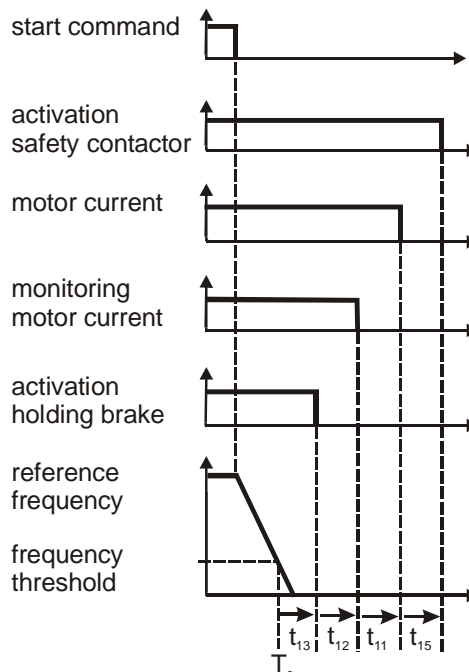 start command
activation
safety contactor
motor current
monitoring
motor current
activation
holding brake
reference
frequency
frequency
threshold
t13 t12 t11 t15